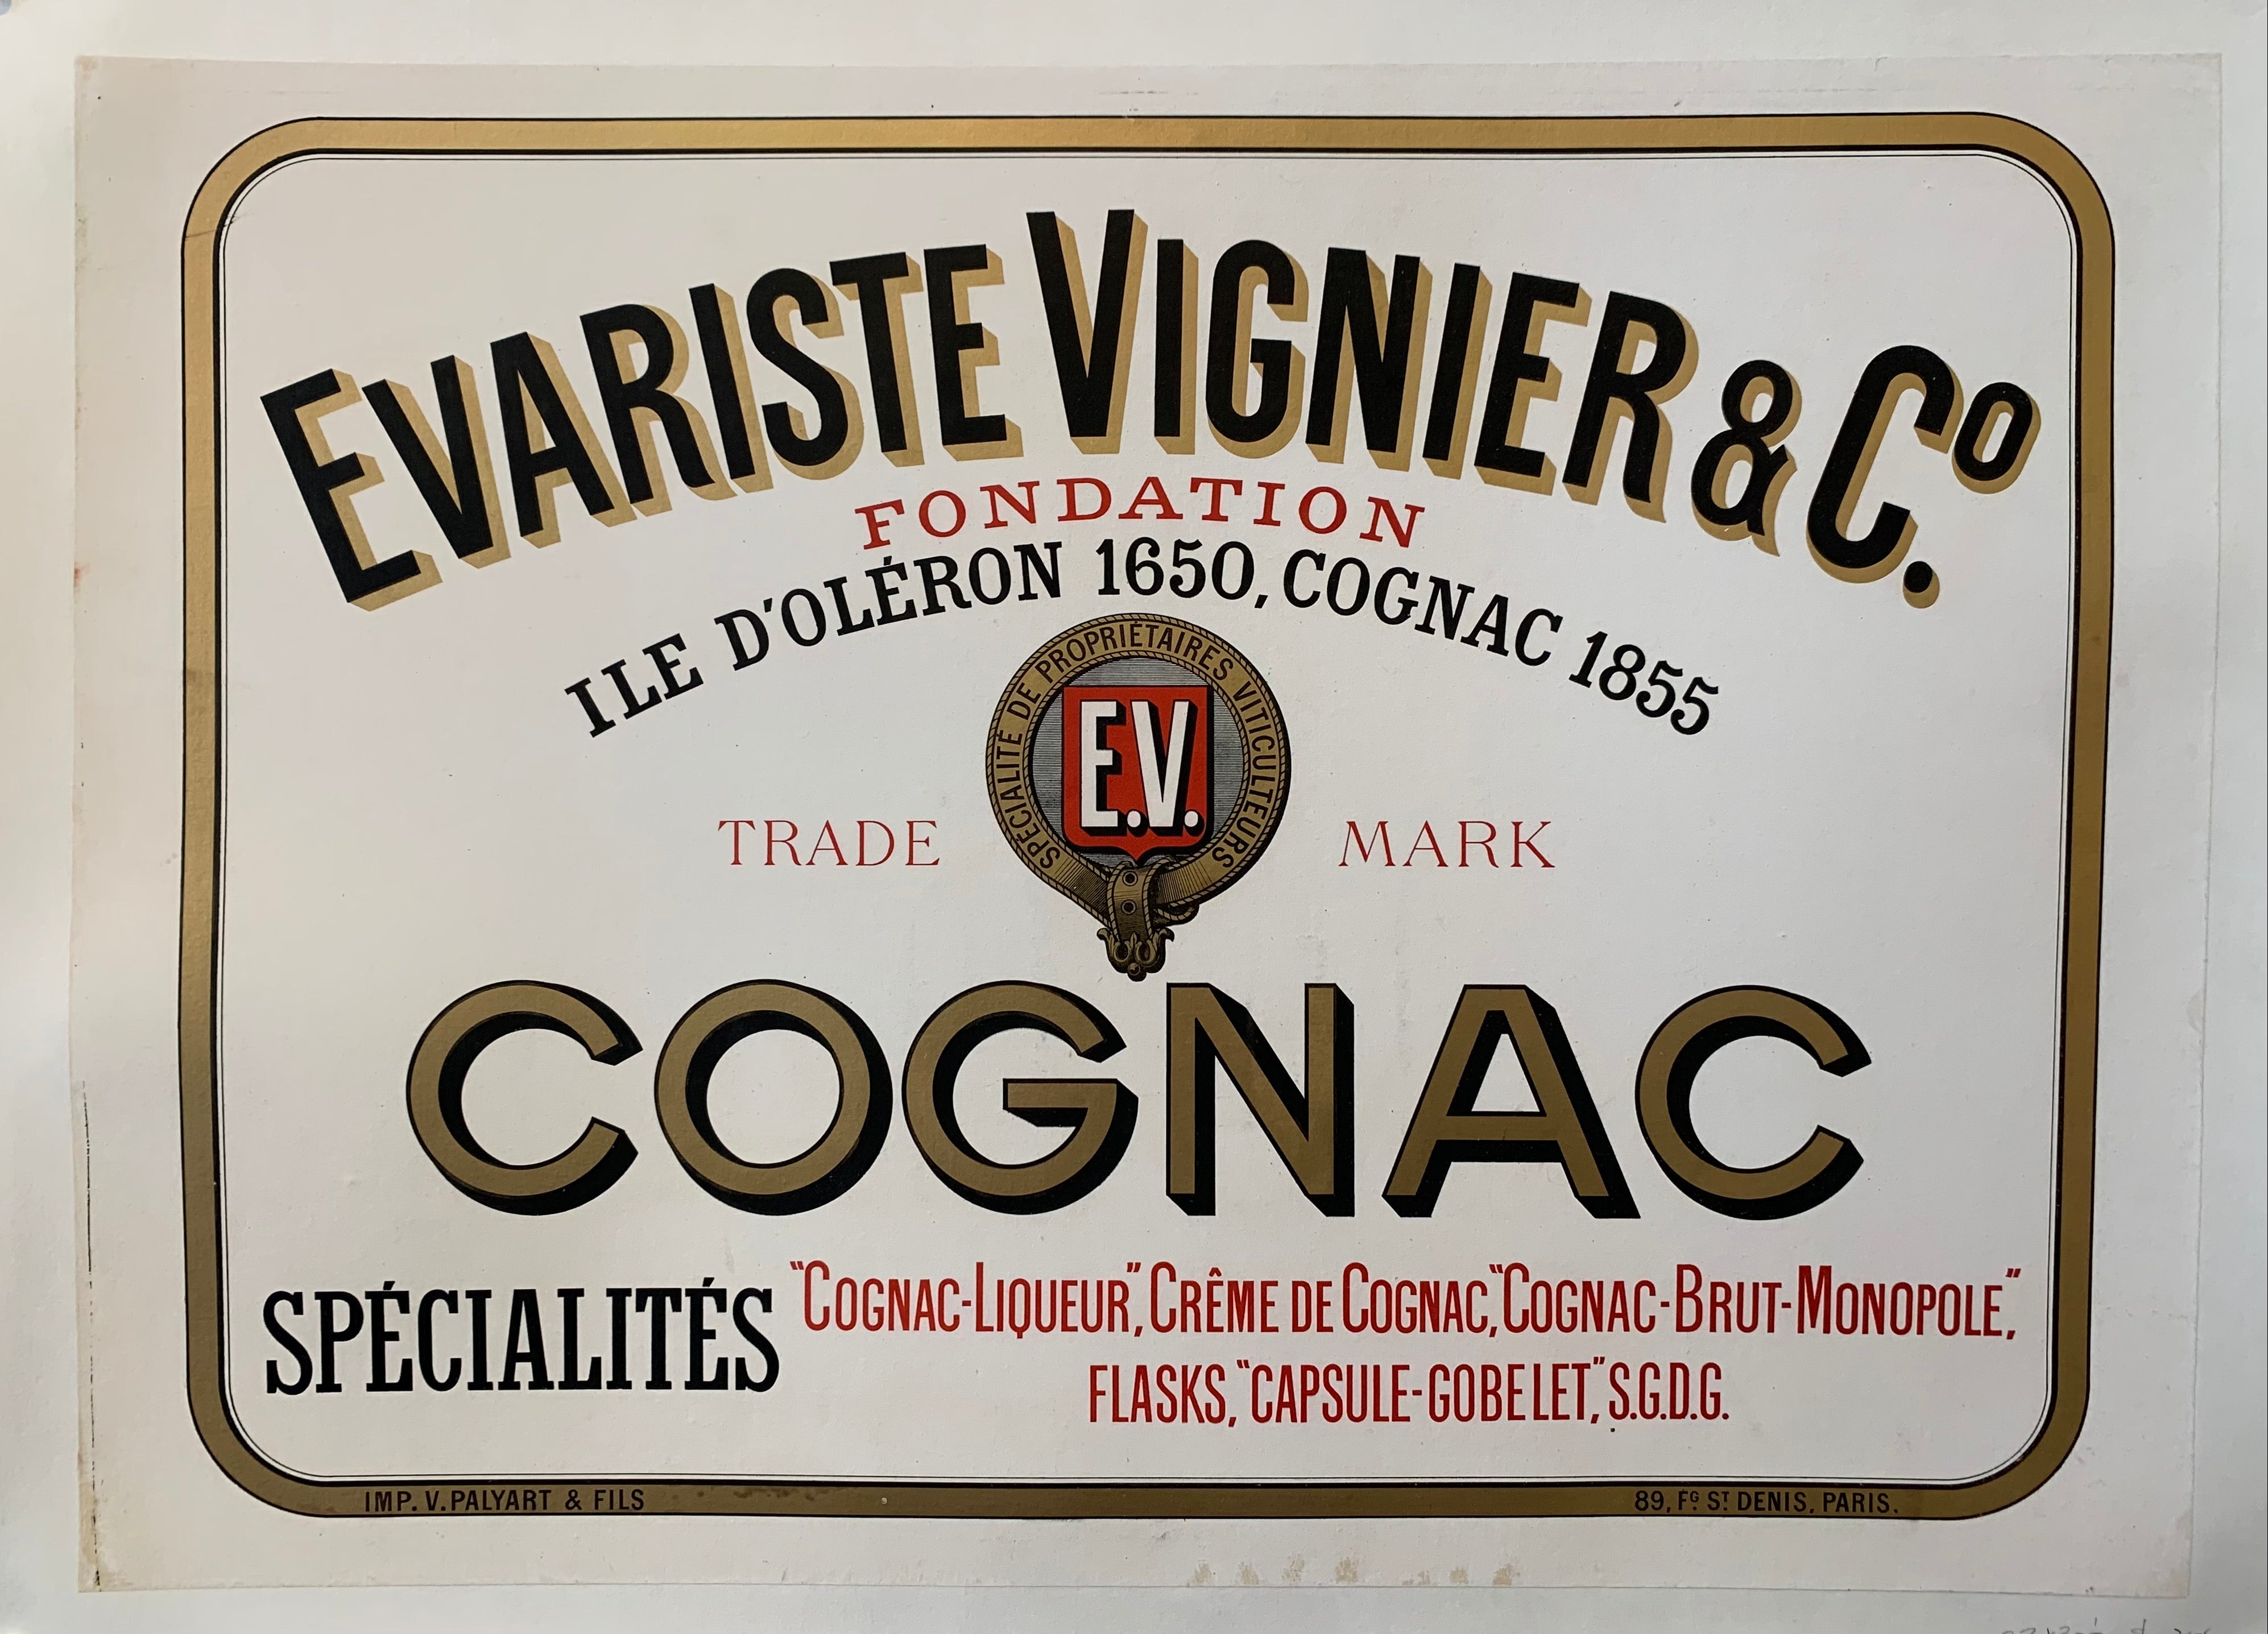 EVARISTE VIGNIER & Cº.
FONDATION
ILE D'OLÉRON 1650, COGNAC 1855
SPÉCIALITÉ DE PROPRIÉTAIRES VITICULTEURS
E.V.
TRADE MARK
COGNAC
SPÉCIALITÉS "COGNAC-LIQUEUR", CRÊME DE COGNAC, "COGNAC-BRUT-MONOPOLE,"
FLASKS, "CAPSULE-GOBELET", S.G.D.G.
IMP. V. PALYART & FILS 89, Fᴳ Sᵀ DENIS. PARIS.